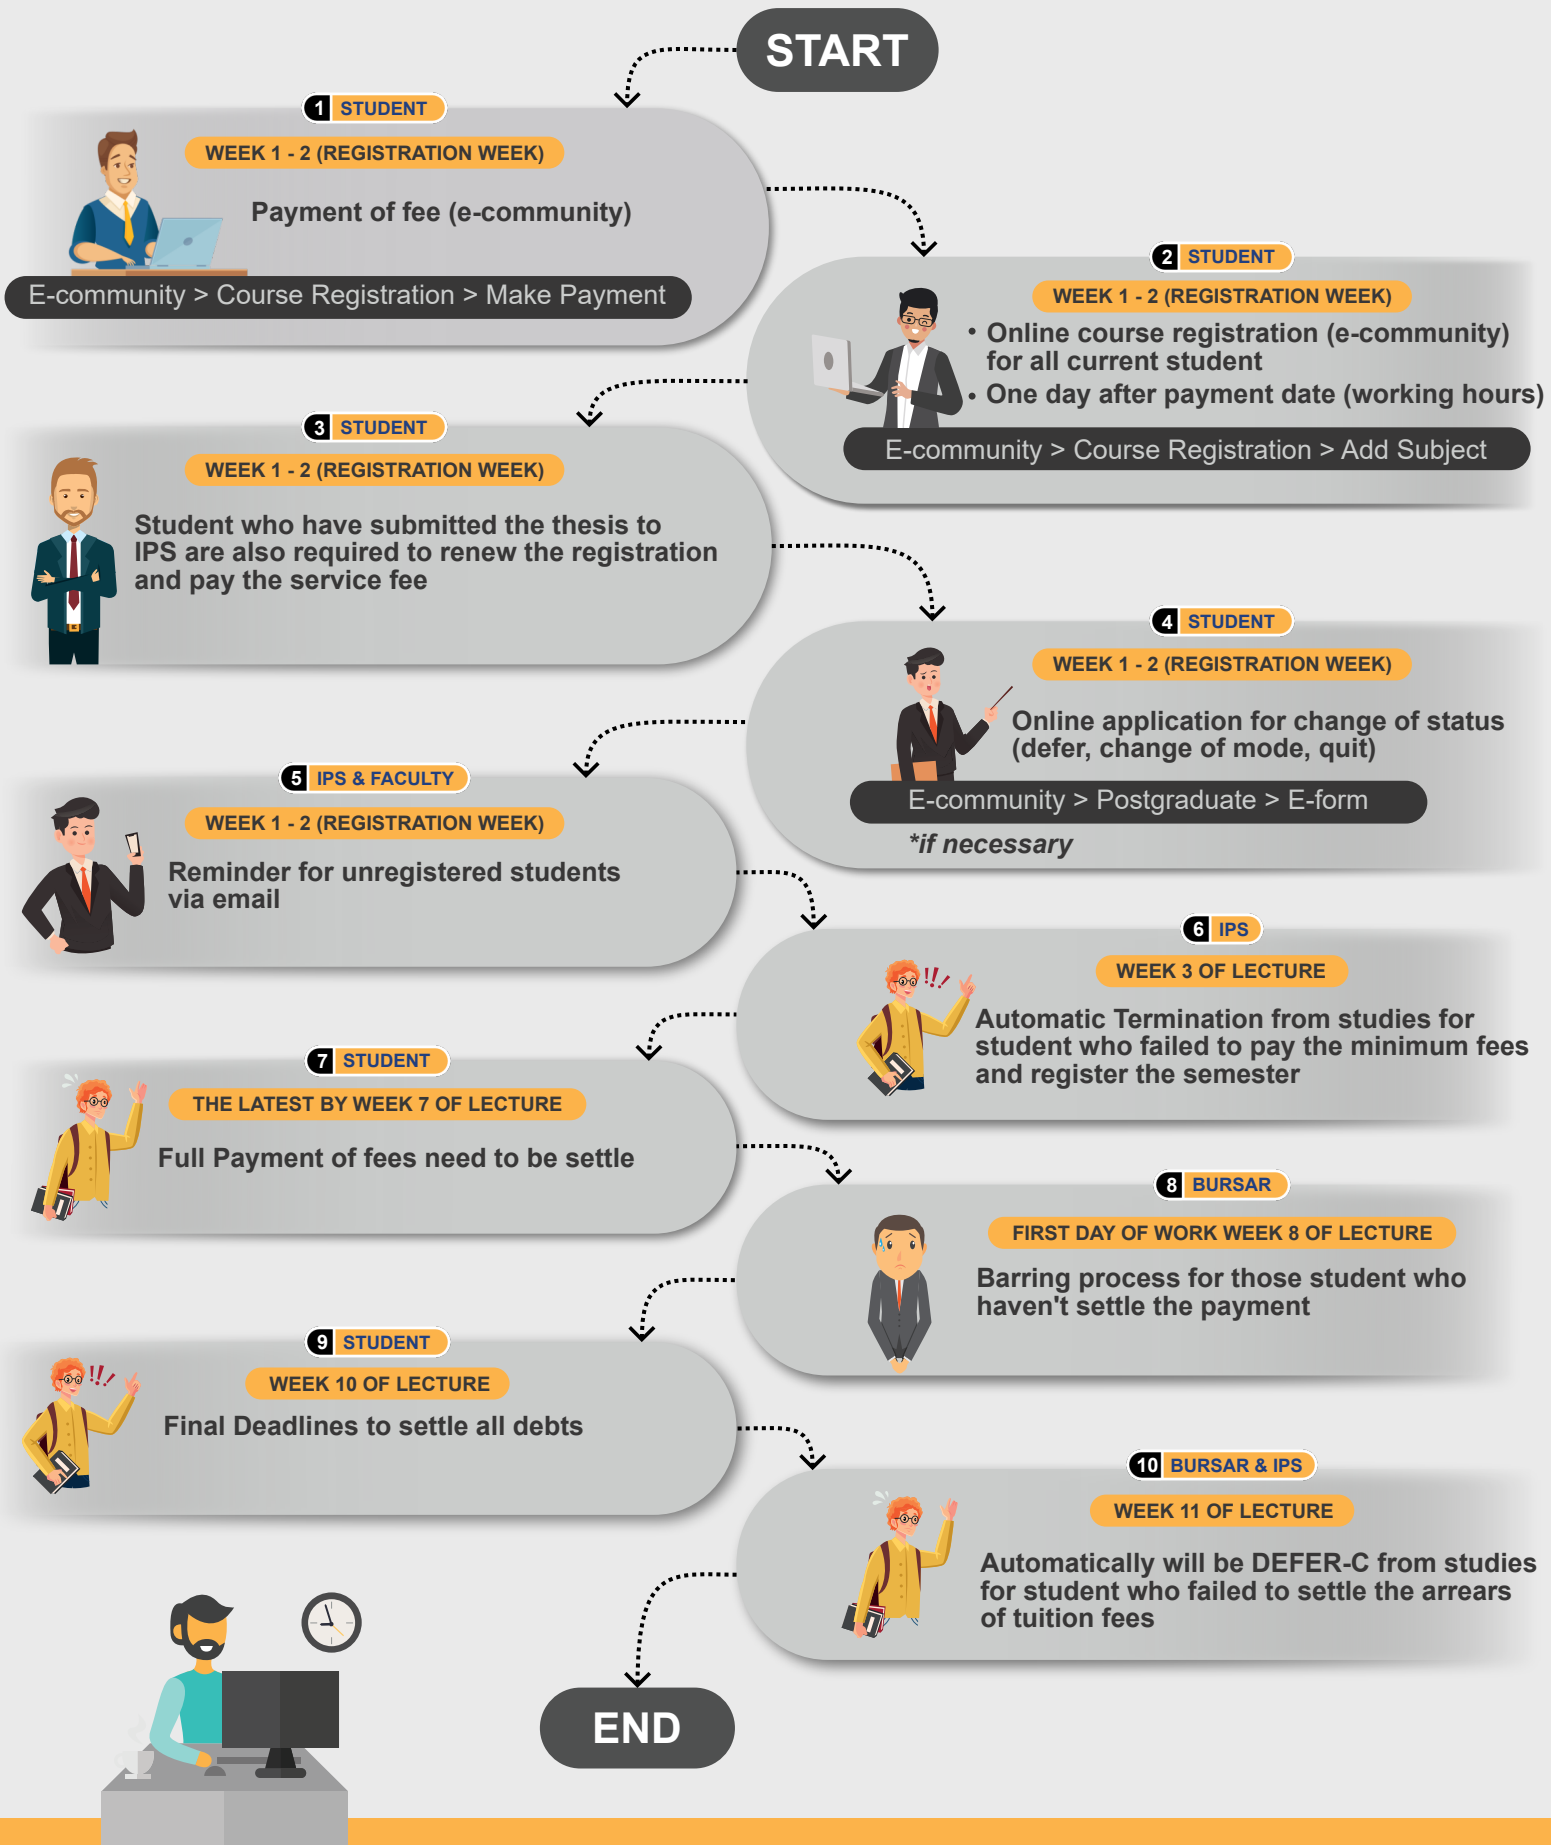 START
1 STUDENT
WEEK 1 - 2 (REGISTRATION WEEK)
Payment of fee (e-community)
E-community > Course Registration > Make Payment
2 STUDENT
WEEK 1 - 2 (REGISTRATION WEEK)
• Online course registration (e-community)
for all current student
• One day after payment date (working hours)
E-community > Course Registration > Add Subject
3 STUDENT
WEEK 1 - 2 (REGISTRATION WEEK)
Student who have submitted the thesis to
IPS are also required to renew the registration
and pay the service fee
4 STUDENT
WEEK 1 - 2 (REGISTRATION WEEK)
Online application for change of status
(defer, change of mode, quit)
E-community > Postgraduate > E-form
*if necessary
5 IPS & FACULTY
WEEK 1 - 2 (REGISTRATION WEEK)
Reminder for unregistered students
via email
6 IPS
WEEK 3 OF LECTURE
!!!
Automatic Termination from studies for
student who failed to pay the minimum fees
and register the semester
7 STUDENT
THE LATEST BY WEEK 7 OF LECTURE
Full Payment of fees need to be settle
8 BURSAR
FIRST DAY OF WORK WEEK 8 OF LECTURE
Barring process for those student who
haven't settle the payment
9 STUDENT
WEEK 10 OF LECTURE
!!!
Final Deadlines to settle all debts
10 BURSAR & IPS
WEEK 11 OF LECTURE
Automatically will be DEFER-C from studies
for student who failed to settle the arrears
of tuition fees
END